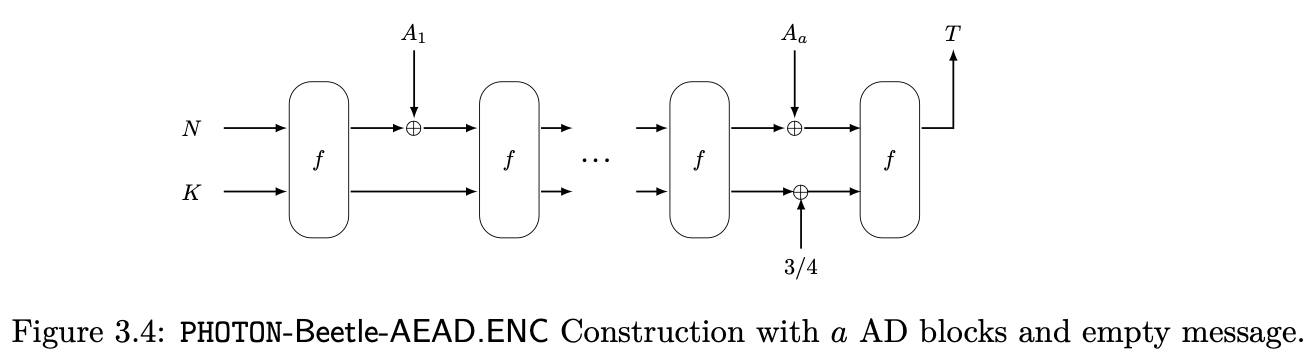 A₁ Aₐ T
N
f f ⋯ f f
K
3/4
Figure 3.4: PHOTON-Beetle-AEAD.ENC Construction with a AD blocks and empty message.